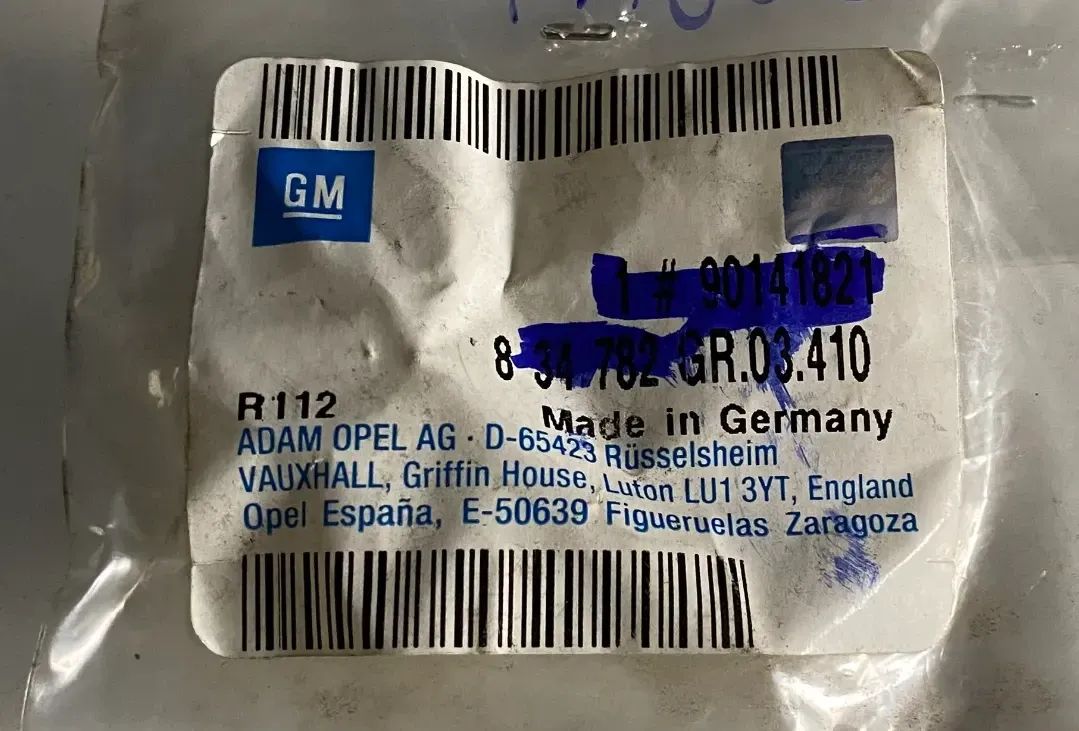 GM
1 # 90141821
8 34 782 GR.03.410
R112
Made in Germany
ADAM OPEL AG · D-65423 Rüsselsheim
VAUXHALL, Griffin House, Luton LU1 3YT, England
Opel España, E-50639 Figueruelas Zaragoza